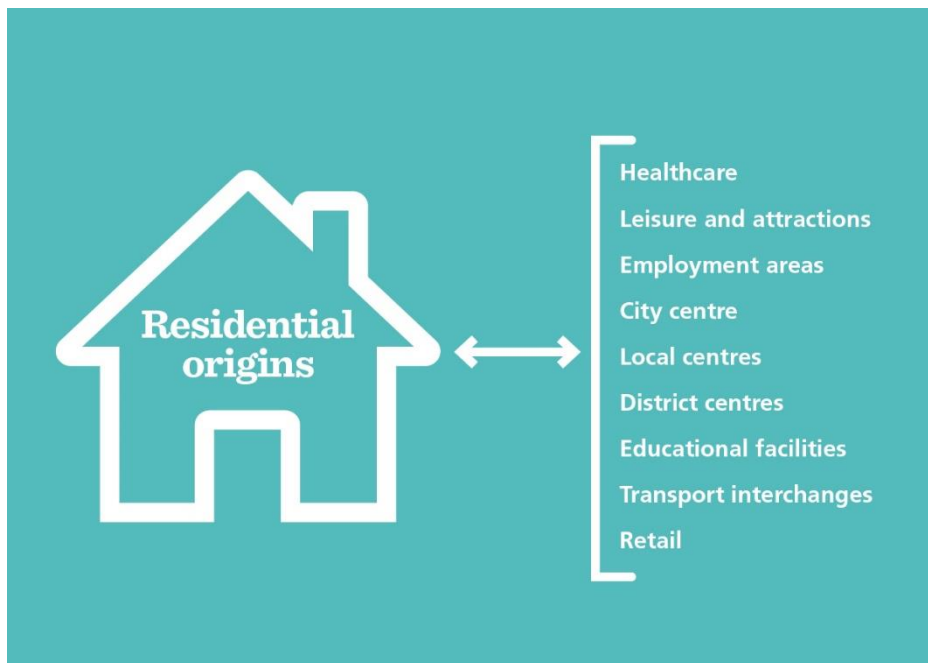 Residential
origins
Healthcare
Leisure and attractions
Employment areas
City centre
Local centres
District centres
Educational facilities
Transport interchanges
Retail